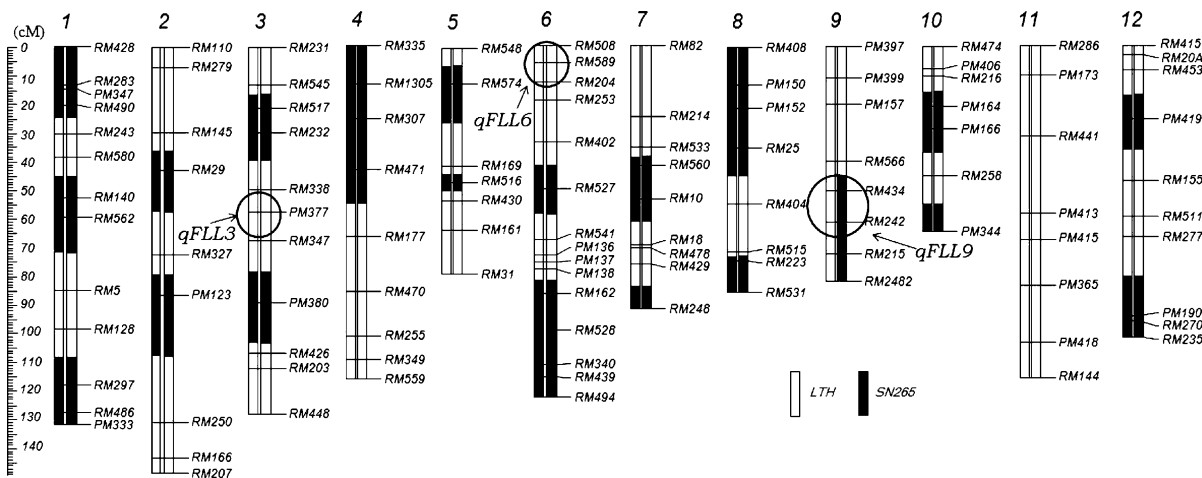 1 2 3 4 5 6 7 8 9 10 11 12
(cM)
0
10
20
30
40
50
60
70
80
90
100
110
120
130
140
RM428
RM283
PM347
RM490
RM243
RM580
RM140
RM562
RM5
RM128
RM297
RM486
PM333
RM110
RM279
RM145
RM29
RM327
PM123
RM250
RM166
RM207
RM231
RM545
RM517
RM232
RM338
PM377
qFLL3
RM347
PM380
RM426
RM203
RM448
RM335
RM1305
RM307
RM471
RM177
RM470
RM255
RM349
RM559
RM548
RM574
RM169
RM516
RM430
RM161
RM31
RM508
RM589
RM204
qFLL6
RM253
RM402
RM527
RM541
PM136
PM137
PM138
RM162
RM528
RM340
RM439
RM494
RM82
RM214
RM533
RM560
RM10
RM18
RM478
RM429
RM248
RM408
PM150
PM152
RM25
RM404
RM515
RM223
RM531
PM397
PM399
PM157
RM566
RM434
RM242
qFLL9
RM215
RM2482
RM474
PM406
RM216
PM164
PM166
RM258
PM344
RM286
PM173
RM441
PM413
PM415
PM365
PM418
RM144
RM415
RM20A
RM453
PM419
RM155
RM511
RM277
PM190
RM270
RM235
LTH SN265